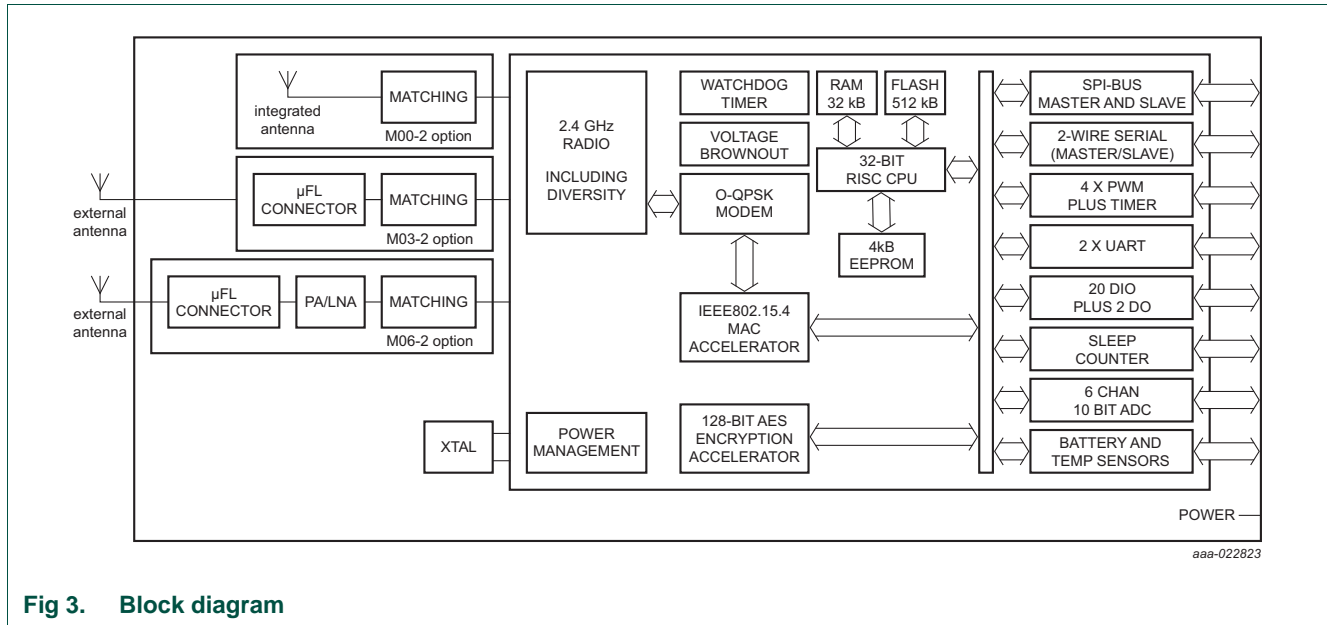 integrated
antenna
MATCHING
M00-2 option
external
antenna
µFL
CONNECTOR
MATCHING
M03-2 option
external
antenna
µFL
CONNECTOR
PA/LNA
MATCHING
M06-2 option
XTAL
2.4 GHz
RADIO
INCLUDING
DIVERSITY
POWER
MANAGEMENT
WATCHDOG
TIMER
VOLTAGE
BROWNOUT
O-QPSK
MODEM
IEEE802.15.4
MAC
ACCELERATOR
128-BIT AES
ENCRYPTION
ACCELERATOR
RAM
32 kB
FLASH
512 kB
32-BIT
RISC CPU
4kB
EEPROM
SPI-BUS
MASTER AND SLAVE
2-WIRE SERIAL
(MASTER/SLAVE)
4 X PWM
PLUS TIMER
2 X UART
20 DIO
PLUS 2 DO
SLEEP
COUNTER
6 CHAN
10 BIT ADC
BATTERY AND
TEMP SENSORS
POWER
aaa-022823
Fig 3. Block diagram